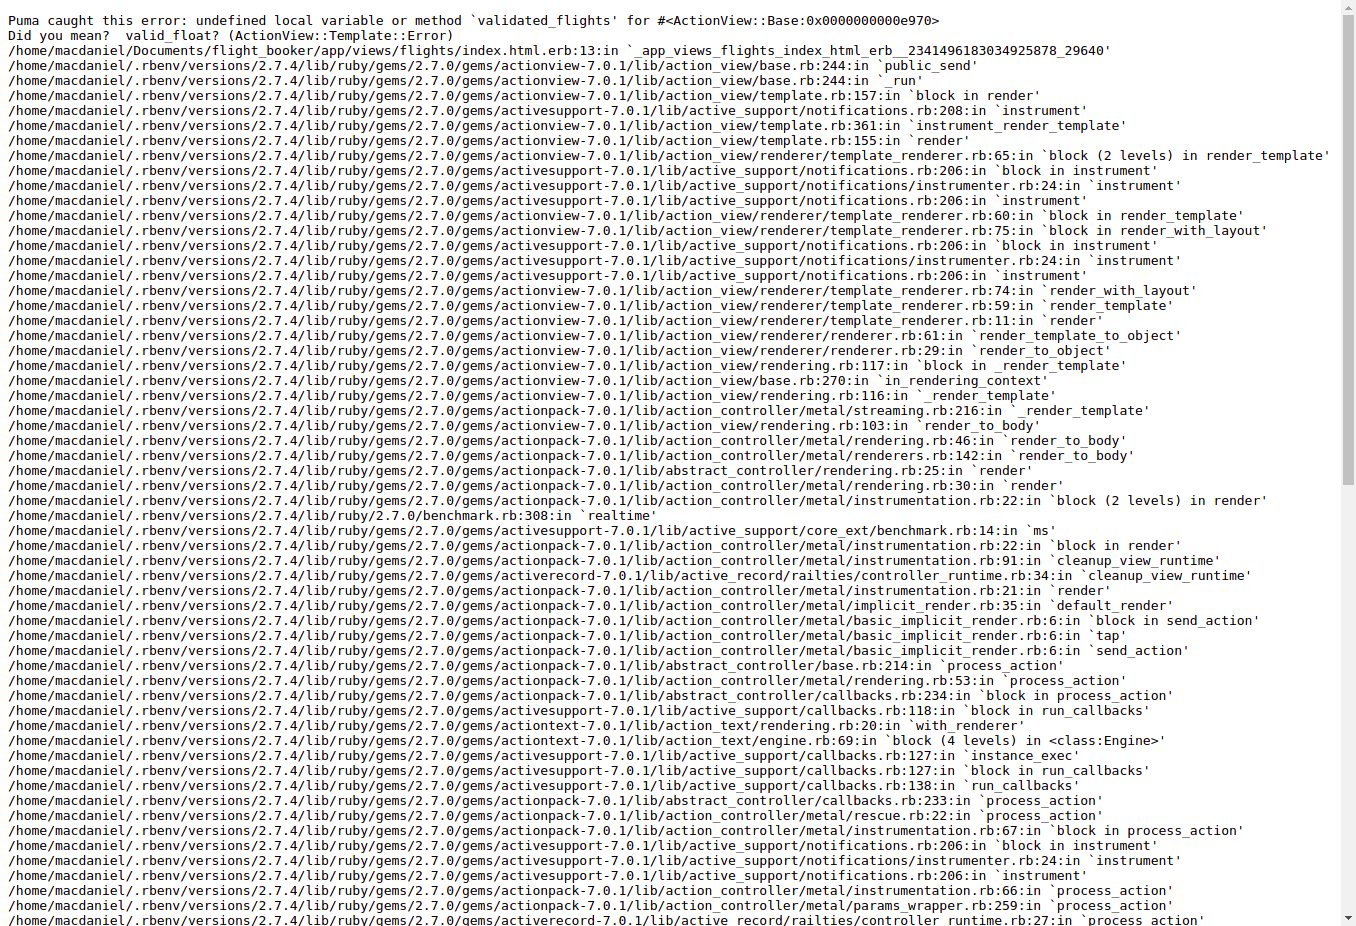 Puma caught this error: undefined local variable or method `validated_flights' for #<ActionView::Base:0x0000000000e970>
Did you mean?  valid_float? (ActionView::Template::Error)
/home/macdaniel/Documents/flight_booker/app/views/flights/index.html.erb:13:in `_app_views_flights_index_html_erb__2341496183034925878_29640'
/home/macdaniel/.rbenv/versions/2.7.4/lib/ruby/gems/2.7.0/gems/actionview-7.0.1/lib/action_view/base.rb:244:in `public_send'
/home/macdaniel/.rbenv/versions/2.7.4/lib/ruby/gems/2.7.0/gems/actionview-7.0.1/lib/action_view/base.rb:244:in `_run'
/home/macdaniel/.rbenv/versions/2.7.4/lib/ruby/gems/2.7.0/gems/actionview-7.0.1/lib/action_view/template.rb:157:in `block in render'
/home/macdaniel/.rbenv/versions/2.7.4/lib/ruby/gems/2.7.0/gems/activesupport-7.0.1/lib/active_support/notifications.rb:208:in `instrument'
/home/macdaniel/.rbenv/versions/2.7.4/lib/ruby/gems/2.7.0/gems/actionview-7.0.1/lib/action_view/template.rb:361:in `instrument_render_template'
/home/macdaniel/.rbenv/versions/2.7.4/lib/ruby/gems/2.7.0/gems/actionview-7.0.1/lib/action_view/template.rb:155:in `render'
/home/macdaniel/.rbenv/versions/2.7.4/lib/ruby/gems/2.7.0/gems/actionview-7.0.1/lib/action_view/renderer/template_renderer.rb:65:in `block (2 levels) in render_template'
/home/macdaniel/.rbenv/versions/2.7.4/lib/ruby/gems/2.7.0/gems/activesupport-7.0.1/lib/active_support/notifications.rb:206:in `block in instrument'
/home/macdaniel/.rbenv/versions/2.7.4/lib/ruby/gems/2.7.0/gems/activesupport-7.0.1/lib/active_support/notifications/instrumenter.rb:24:in `instrument'
/home/macdaniel/.rbenv/versions/2.7.4/lib/ruby/gems/2.7.0/gems/activesupport-7.0.1/lib/active_support/notifications.rb:206:in `instrument'
/home/macdaniel/.rbenv/versions/2.7.4/lib/ruby/gems/2.7.0/gems/actionview-7.0.1/lib/action_view/renderer/template_renderer.rb:60:in `block in render_template'
/home/macdaniel/.rbenv/versions/2.7.4/lib/ruby/gems/2.7.0/gems/actionview-7.0.1/lib/action_view/renderer/template_renderer.rb:75:in `block in render_with_layout'
/home/macdaniel/.rbenv/versions/2.7.4/lib/ruby/gems/2.7.0/gems/activesupport-7.0.1/lib/active_support/notifications.rb:206:in `block in instrument'
/home/macdaniel/.rbenv/versions/2.7.4/lib/ruby/gems/2.7.0/gems/activesupport-7.0.1/lib/active_support/notifications/instrumenter.rb:24:in `instrument'
/home/macdaniel/.rbenv/versions/2.7.4/lib/ruby/gems/2.7.0/gems/activesupport-7.0.1/lib/active_support/notifications.rb:206:in `instrument'
/home/macdaniel/.rbenv/versions/2.7.4/lib/ruby/gems/2.7.0/gems/actionview-7.0.1/lib/action_view/renderer/template_renderer.rb:74:in `render_with_layout'
/home/macdaniel/.rbenv/versions/2.7.4/lib/ruby/gems/2.7.0/gems/actionview-7.0.1/lib/action_view/renderer/template_renderer.rb:59:in `render_template'
/home/macdaniel/.rbenv/versions/2.7.4/lib/ruby/gems/2.7.0/gems/actionview-7.0.1/lib/action_view/renderer/template_renderer.rb:11:in `render'
/home/macdaniel/.rbenv/versions/2.7.4/lib/ruby/gems/2.7.0/gems/actionview-7.0.1/lib/action_view/renderer/renderer.rb:61:in `render_template_to_object'
/home/macdaniel/.rbenv/versions/2.7.4/lib/ruby/gems/2.7.0/gems/actionview-7.0.1/lib/action_view/renderer/renderer.rb:29:in `render_to_object'
/home/macdaniel/.rbenv/versions/2.7.4/lib/ruby/gems/2.7.0/gems/actionview-7.0.1/lib/action_view/rendering.rb:117:in `block in _render_template'
/home/macdaniel/.rbenv/versions/2.7.4/lib/ruby/gems/2.7.0/gems/actionview-7.0.1/lib/action_view/base.rb:270:in `in_rendering_context'
/home/macdaniel/.rbenv/versions/2.7.4/lib/ruby/gems/2.7.0/gems/actionview-7.0.1/lib/action_view/rendering.rb:116:in `_render_template'
/home/macdaniel/.rbenv/versions/2.7.4/lib/ruby/gems/2.7.0/gems/actionpack-7.0.1/lib/action_controller/metal/streaming.rb:216:in `_render_template'
/home/macdaniel/.rbenv/versions/2.7.4/lib/ruby/gems/2.7.0/gems/actionview-7.0.1/lib/action_view/rendering.rb:103:in `render_to_body'
/home/macdaniel/.rbenv/versions/2.7.4/lib/ruby/gems/2.7.0/gems/actionpack-7.0.1/lib/action_controller/metal/rendering.rb:46:in `render_to_body'
/home/macdaniel/.rbenv/versions/2.7.4/lib/ruby/gems/2.7.0/gems/actionpack-7.0.1/lib/action_controller/metal/renderers.rb:142:in `render_to_body'
/home/macdaniel/.rbenv/versions/2.7.4/lib/ruby/gems/2.7.0/gems/actionpack-7.0.1/lib/abstract_controller/rendering.rb:25:in `render'
/home/macdaniel/.rbenv/versions/2.7.4/lib/ruby/gems/2.7.0/gems/actionpack-7.0.1/lib/action_controller/metal/rendering.rb:30:in `render'
/home/macdaniel/.rbenv/versions/2.7.4/lib/ruby/gems/2.7.0/gems/actionpack-7.0.1/lib/action_controller/metal/instrumentation.rb:22:in `block (2 levels) in render'
/home/macdaniel/.rbenv/versions/2.7.4/lib/ruby/2.7.0/benchmark.rb:308:in `realtime'
/home/macdaniel/.rbenv/versions/2.7.4/lib/ruby/gems/2.7.0/gems/activesupport-7.0.1/lib/active_support/core_ext/benchmark.rb:14:in `ms'
/home/macdaniel/.rbenv/versions/2.7.4/lib/ruby/gems/2.7.0/gems/actionpack-7.0.1/lib/action_controller/metal/instrumentation.rb:22:in `block in render'
/home/macdaniel/.rbenv/versions/2.7.4/lib/ruby/gems/2.7.0/gems/actionpack-7.0.1/lib/action_controller/metal/instrumentation.rb:91:in `cleanup_view_runtime'
/home/macdaniel/.rbenv/versions/2.7.4/lib/ruby/gems/2.7.0/gems/activerecord-7.0.1/lib/active_record/railties/controller_runtime.rb:34:in `cleanup_view_runtime'
/home/macdaniel/.rbenv/versions/2.7.4/lib/ruby/gems/2.7.0/gems/actionpack-7.0.1/lib/action_controller/metal/instrumentation.rb:21:in `render'
/home/macdaniel/.rbenv/versions/2.7.4/lib/ruby/gems/2.7.0/gems/actionpack-7.0.1/lib/action_controller/metal/implicit_render.rb:35:in `default_render'
/home/macdaniel/.rbenv/versions/2.7.4/lib/ruby/gems/2.7.0/gems/actionpack-7.0.1/lib/action_controller/metal/basic_implicit_render.rb:6:in `block in send_action'
/home/macdaniel/.rbenv/versions/2.7.4/lib/ruby/gems/2.7.0/gems/actionpack-7.0.1/lib/action_controller/metal/basic_implicit_render.rb:6:in `tap'
/home/macdaniel/.rbenv/versions/2.7.4/lib/ruby/gems/2.7.0/gems/actionpack-7.0.1/lib/action_controller/metal/basic_implicit_render.rb:6:in `send_action'
/home/macdaniel/.rbenv/versions/2.7.4/lib/ruby/gems/2.7.0/gems/actionpack-7.0.1/lib/abstract_controller/base.rb:214:in `process_action'
/home/macdaniel/.rbenv/versions/2.7.4/lib/ruby/gems/2.7.0/gems/actionpack-7.0.1/lib/action_controller/metal/rendering.rb:53:in `process_action'
/home/macdaniel/.rbenv/versions/2.7.4/lib/ruby/gems/2.7.0/gems/actionpack-7.0.1/lib/abstract_controller/callbacks.rb:234:in `block in process_action'
/home/macdaniel/.rbenv/versions/2.7.4/lib/ruby/gems/2.7.0/gems/activesupport-7.0.1/lib/active_support/callbacks.rb:118:in `block in run_callbacks'
/home/macdaniel/.rbenv/versions/2.7.4/lib/ruby/gems/2.7.0/gems/actiontext-7.0.1/lib/action_text/rendering.rb:20:in `with_renderer'
/home/macdaniel/.rbenv/versions/2.7.4/lib/ruby/gems/2.7.0/gems/actiontext-7.0.1/lib/action_text/engine.rb:69:in `block (4 levels) in <class:Engine>'
/home/macdaniel/.rbenv/versions/2.7.4/lib/ruby/gems/2.7.0/gems/activesupport-7.0.1/lib/active_support/callbacks.rb:127:in `instance_exec'
/home/macdaniel/.rbenv/versions/2.7.4/lib/ruby/gems/2.7.0/gems/activesupport-7.0.1/lib/active_support/callbacks.rb:127:in `block in run_callbacks'
/home/macdaniel/.rbenv/versions/2.7.4/lib/ruby/gems/2.7.0/gems/activesupport-7.0.1/lib/active_support/callbacks.rb:138:in `run_callbacks'
/home/macdaniel/.rbenv/versions/2.7.4/lib/ruby/gems/2.7.0/gems/actionpack-7.0.1/lib/abstract_controller/callbacks.rb:233:in `process_action'
/home/macdaniel/.rbenv/versions/2.7.4/lib/ruby/gems/2.7.0/gems/actionpack-7.0.1/lib/action_controller/metal/rescue.rb:22:in `process_action'
/home/macdaniel/.rbenv/versions/2.7.4/lib/ruby/gems/2.7.0/gems/actionpack-7.0.1/lib/action_controller/metal/instrumentation.rb:67:in `block in process_action'
/home/macdaniel/.rbenv/versions/2.7.4/lib/ruby/gems/2.7.0/gems/activesupport-7.0.1/lib/active_support/notifications.rb:206:in `block in instrument'
/home/macdaniel/.rbenv/versions/2.7.4/lib/ruby/gems/2.7.0/gems/activesupport-7.0.1/lib/active_support/notifications/instrumenter.rb:24:in `instrument'
/home/macdaniel/.rbenv/versions/2.7.4/lib/ruby/gems/2.7.0/gems/activesupport-7.0.1/lib/active_support/notifications.rb:206:in `instrument'
/home/macdaniel/.rbenv/versions/2.7.4/lib/ruby/gems/2.7.0/gems/actionpack-7.0.1/lib/action_controller/metal/instrumentation.rb:66:in `process_action'
/home/macdaniel/.rbenv/versions/2.7.4/lib/ruby/gems/2.7.0/gems/actionpack-7.0.1/lib/action_controller/metal/params_wrapper.rb:259:in `process_action'
/home/macdaniel/.rbenv/versions/2.7.4/lib/ruby/gems/2.7.0/gems/activerecord-7.0.1/lib/active_record/railties/controller_runtime.rb:27:in `process_action'